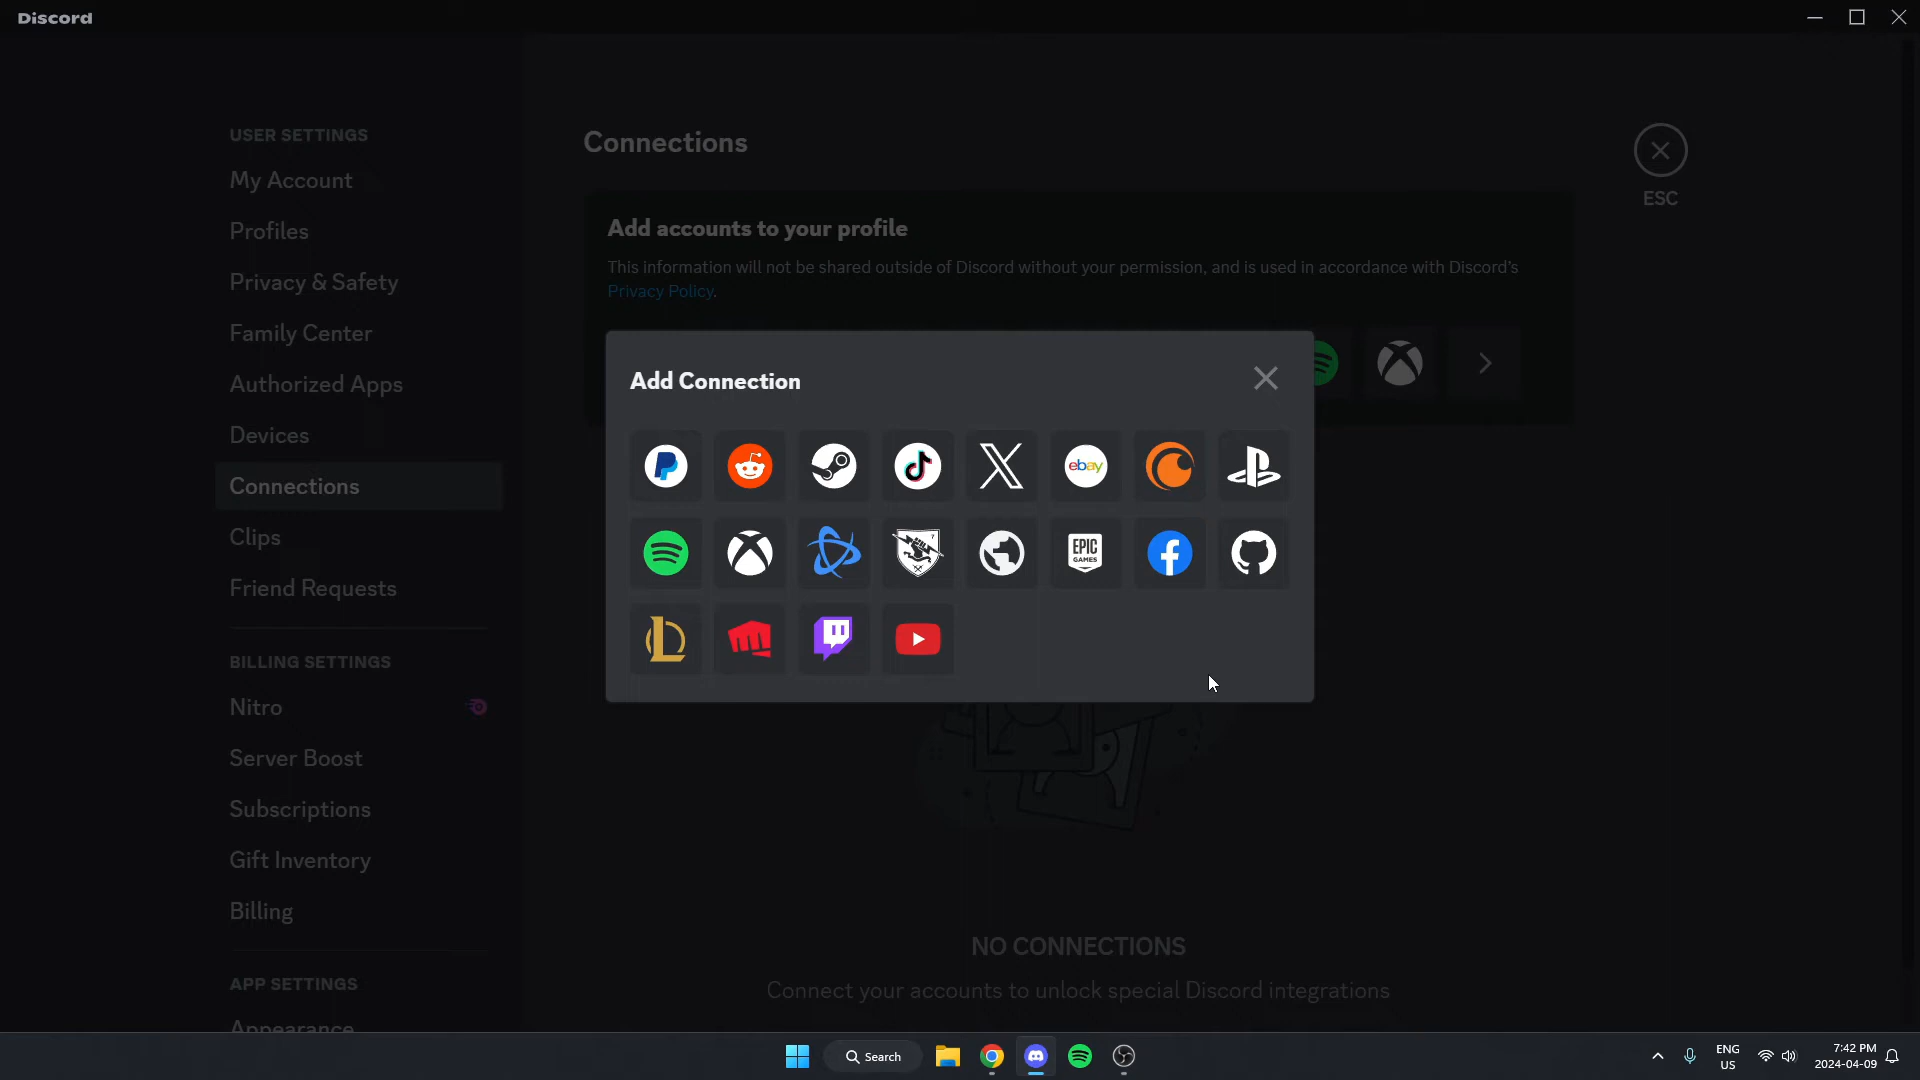 Discord
USER SETTINGS
My Account
Profiles
Privacy & Safety
Family Center
Authorized Apps
Devices
Connections
Clips
Friend Requests
BILLING SETTINGS
Nitro
Server Boost
Subscriptions
Gift Inventory
Billing
APP SETTINGS
Appearance
Connections
ESC
Add accounts to your profile
This information will not be shared outside of Discord without your permission, and is used in accordance with Discord's
Privacy Policy.
Add Connection
ebay
7
EPIC
GAMES
NO CONNECTIONS
Connect your accounts to unlock special Discord integrations
Search
ENG
US
7:42 PM
2024-04-09